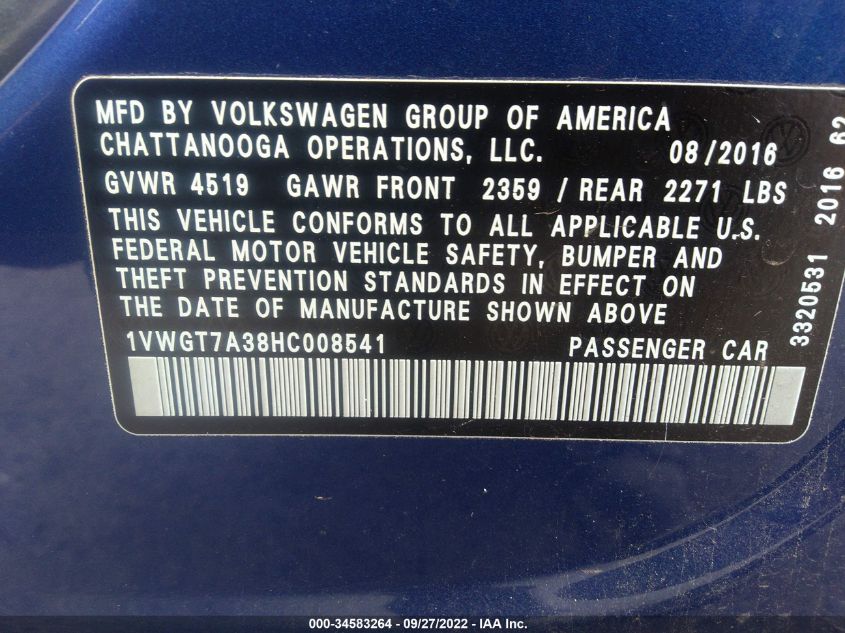 MFD BY VOLKSWAGEN GROUP OF AMERICA
CHATTANOOGA OPERATIONS, LLC. 08/2016
GVWR 4519 GAWR FRONT 2359 / REAR 2271 LBS
THIS VEHICLE CONFORMS TO ALL APPLICABLE U.S.
FEDERAL MOTOR VEHICLE SAFETY, BUMPER AND
THEFT PREVENTION STANDARDS IN EFFECT ON
THE DATE OF MANUFACTURE SHOWN ABOVE
1VWGT7A38HC008541 PASSENGER CAR
3320531 2016 62
000-34583264 - 09/27/2022 - IAA Inc.